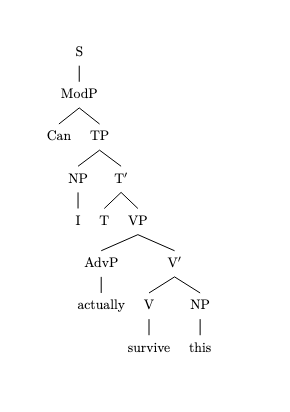 S
ModP
Can TP
NP T′
I T VP
AdvP V′
actually V NP
survive this